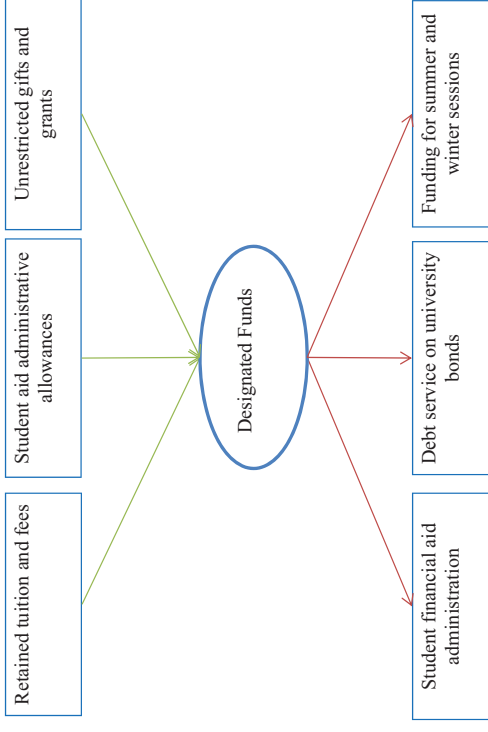 Retained tuition and fees
Student aid administrative
allowances
Unrestricted gifts and
grants
Designated Funds
Student financial aid
administration
Debt service on university
bonds
Funding for summer and
winter sessions